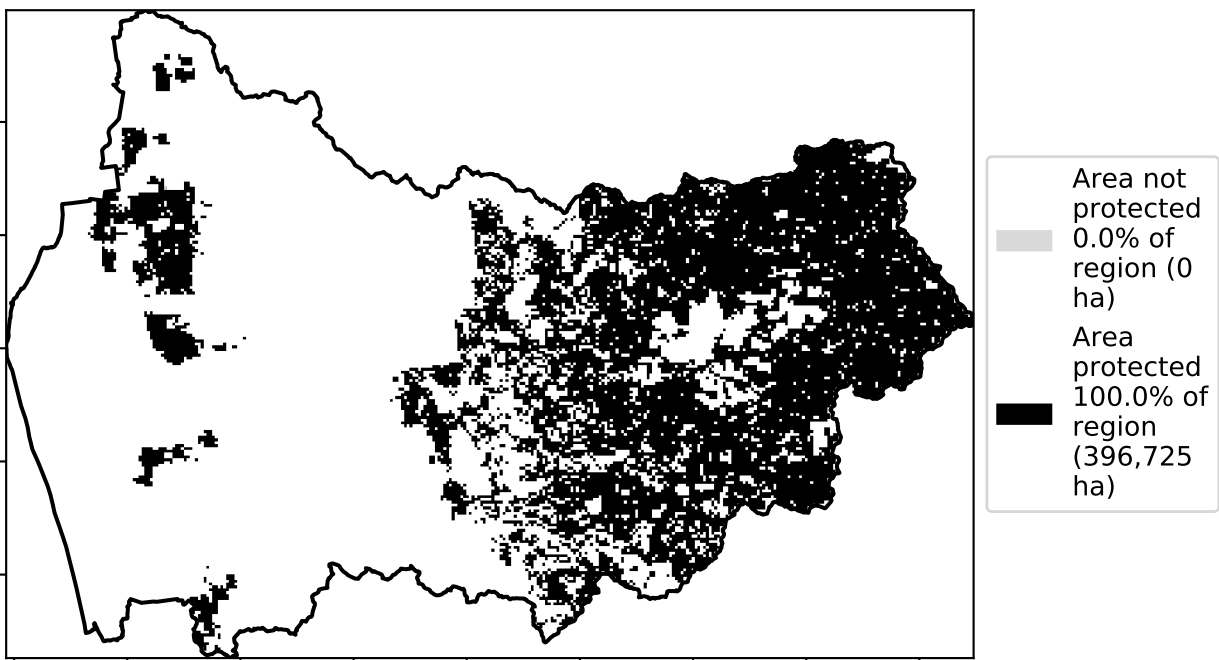 Area not
protected
0.0% of
region (0
ha)
Area
protected
100.0% of
region
(396,725
ha)